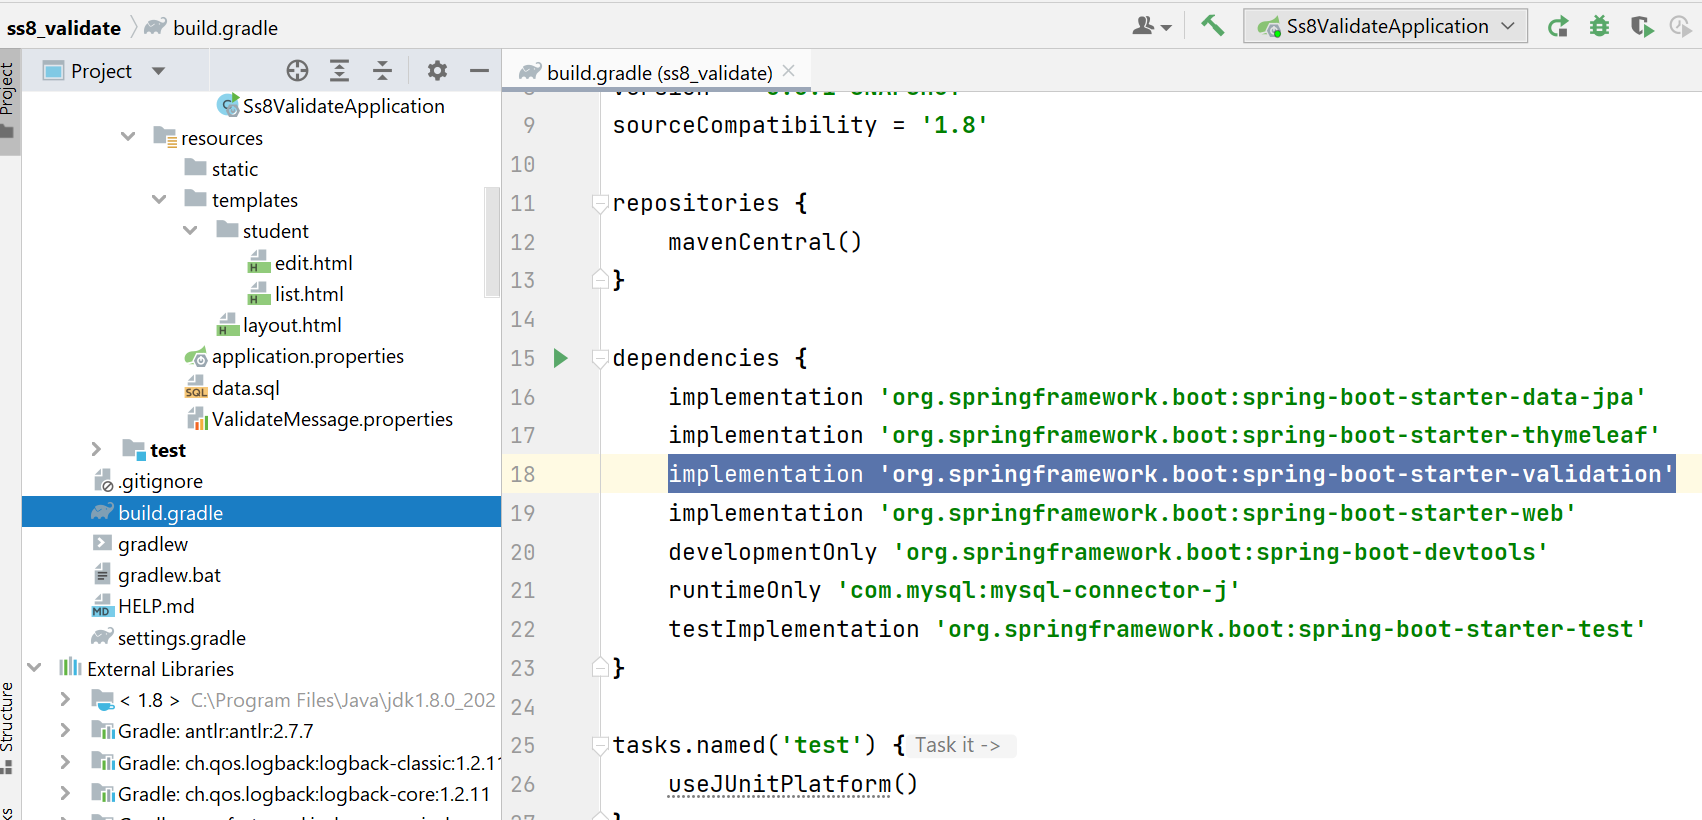 ss8_validate build.gradle
Ss8ValidateApplication
Project
Project
build.gradle (ss8_validate)
Ss8ValidateApplication
resources
static
templates
student
edit.html
list.html
layout.html
application.properties
data.sql
ValidateMessage.properties
test
.gitignore
build.gradle
gradlew
gradlew.bat
HELP.md
settings.gradle
External Libraries
< 1.8 > C:\Program Files\Java\jdk1.8.0_202
Gradle: antlr:antlr:2.7.7
Gradle: ch.qos.logback:logback-classic:1.2.11
Gradle: ch.qos.logback:logback-core:1.2.11
Structure
9 sourceCompatibility = '1.8'
10
11 repositories {
12 mavenCentral()
13 }
14
15 dependencies {
16 implementation 'org.springframework.boot:spring-boot-starter-data-jpa'
17 implementation 'org.springframework.boot:spring-boot-starter-thymeleaf'
18 implementation 'org.springframework.boot:spring-boot-starter-validation'
19 implementation 'org.springframework.boot:spring-boot-starter-web'
20 developmentOnly 'org.springframework.boot:spring-boot-devtools'
21 runtimeOnly 'com.mysql:mysql-connector-j'
22 testImplementation 'org.springframework.boot:spring-boot-starter-test'
23 }
24
25 tasks.named('test') { Task it ->
26 useJUnitPlatform()